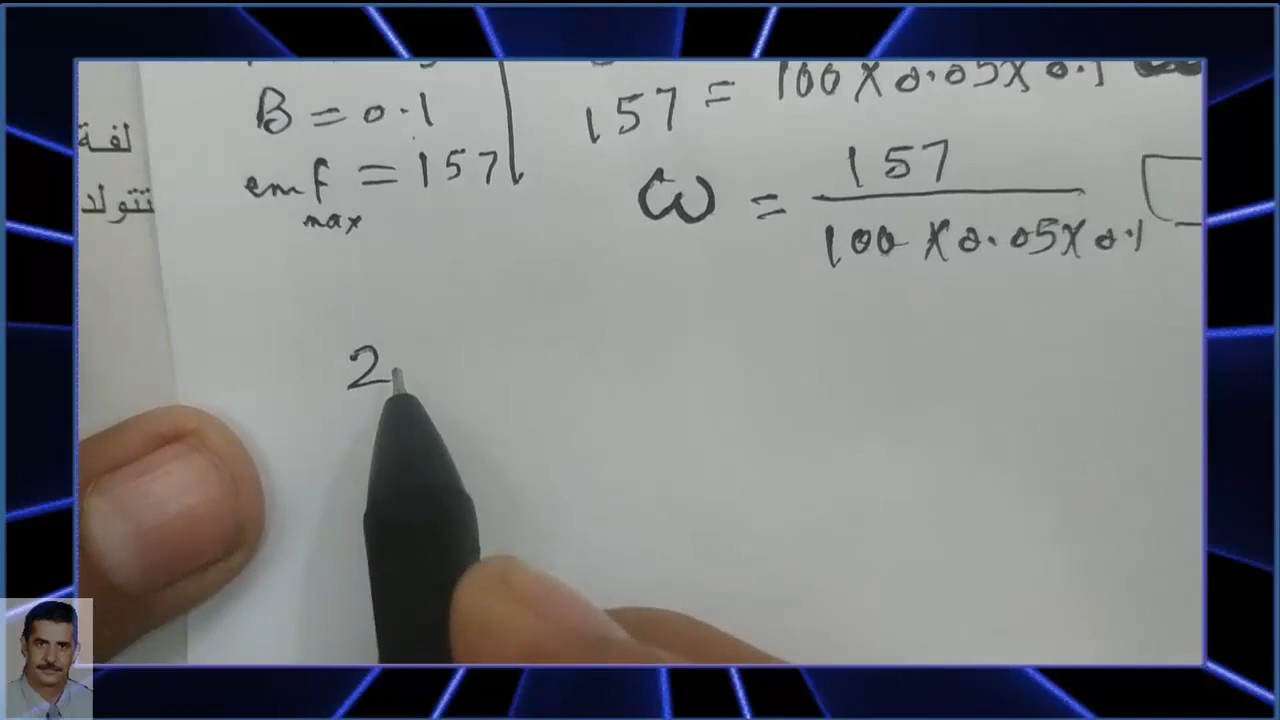 لفة
تتولد
B = 0.1
emf max = 157
157 = 100 × 0.05 × 0.1
ω = 157 / 100 × 0.05 × 0.1
2